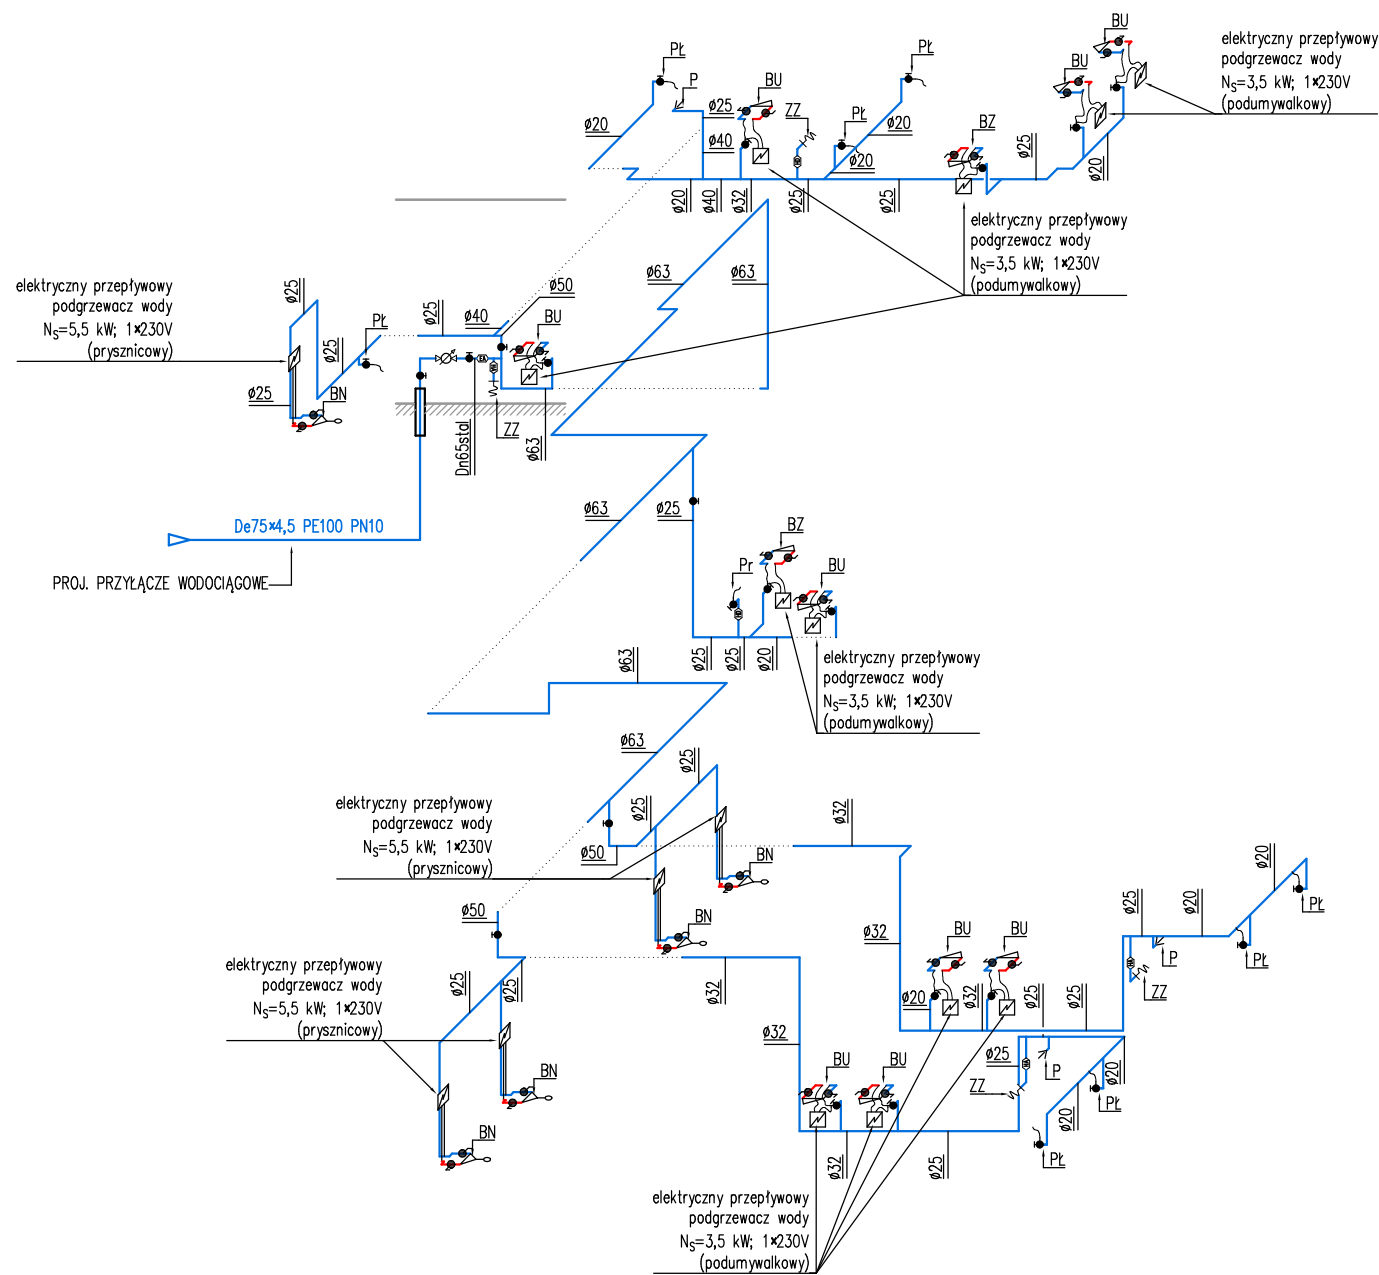 PŁ
P
BU
ZZ
PŁ
PŁ
BZ
BU
BU
elektryczny przepływowy
podgrzewacz wody
NS=3,5 kW; 1×230V
(podumywalkowy)
ø20
ø25
ø40
ø20
ø20
ø25
ø20
ø20
ø40
ø32
ø25
ø25
elektryczny przepływowy
podgrzewacz wody
NS=3,5 kW; 1×230V
(podumywalkowy)
ø63
ø63
elektryczny przepływowy
podgrzewacz wody
NS=5,5 kW; 1×230V
(prysznicowy)
ø25
ø25
PŁ
ø25
BN
ø25
ø40
ø50
BU
ZZ
Dn65stal
ø63
ø63
ø25
De75×4,5 PE100 PN10
PROJ. PRZYŁĄCZE WODOCIĄGOWE
BZ
Pr
BU
ø25
ø25
ø20
elektryczny przepływowy
podgrzewacz wody
NS=3,5 kW; 1×230V
(podumywalkowy)
ø63
ø63
ø25
elektryczny przepływowy
podgrzewacz wody
NS=5,5 kW; 1×230V
(prysznicowy)
ø25
ø50
BN
BN
ø32
ø50
elektryczny przepływowy
podgrzewacz wody
NS=5,5 kW; 1×230V
(prysznicowy)
ø25
ø25
BN
BN
ø32
ø32
ø32
BU
BU
ø20
ø32
ø25
ø25
ø25
ø20
ø20
PŁ
PŁ
P
ZZ
BU
BU
ø25
P
ZZ
ø20
ø20
PŁ
PŁ
ø32
ø25
elektryczny przepływowy
podgrzewacz wody
NS=3,5 kW; 1×230V
(podumywalkowy)